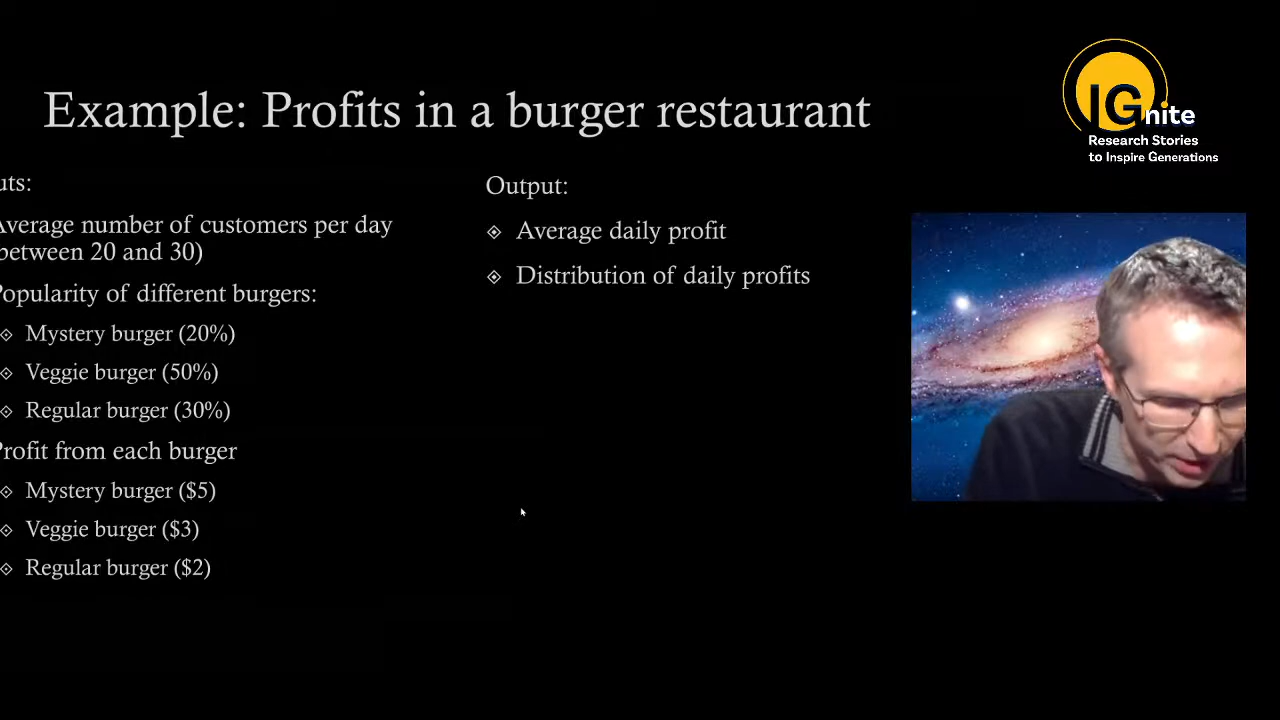 Example: Profits in a burger restaurant
IGnite
Research Stories
to Inspire Generations
uts:
Average number of customers per day
between 20 and 30)
Popularity of different burgers:
Mystery burger (20%)
Veggie burger (50%)
Regular burger (30%)
Profit from each burger
Mystery burger ($5)
Veggie burger ($3)
Regular burger ($2)
Output:
Average daily profit
Distribution of daily profits